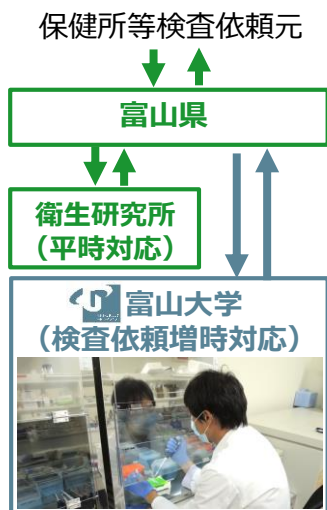 保健所等検査依頼元
富山県
衛生研究所
（平時対応）
富山大学
（検査依頼増時対応）